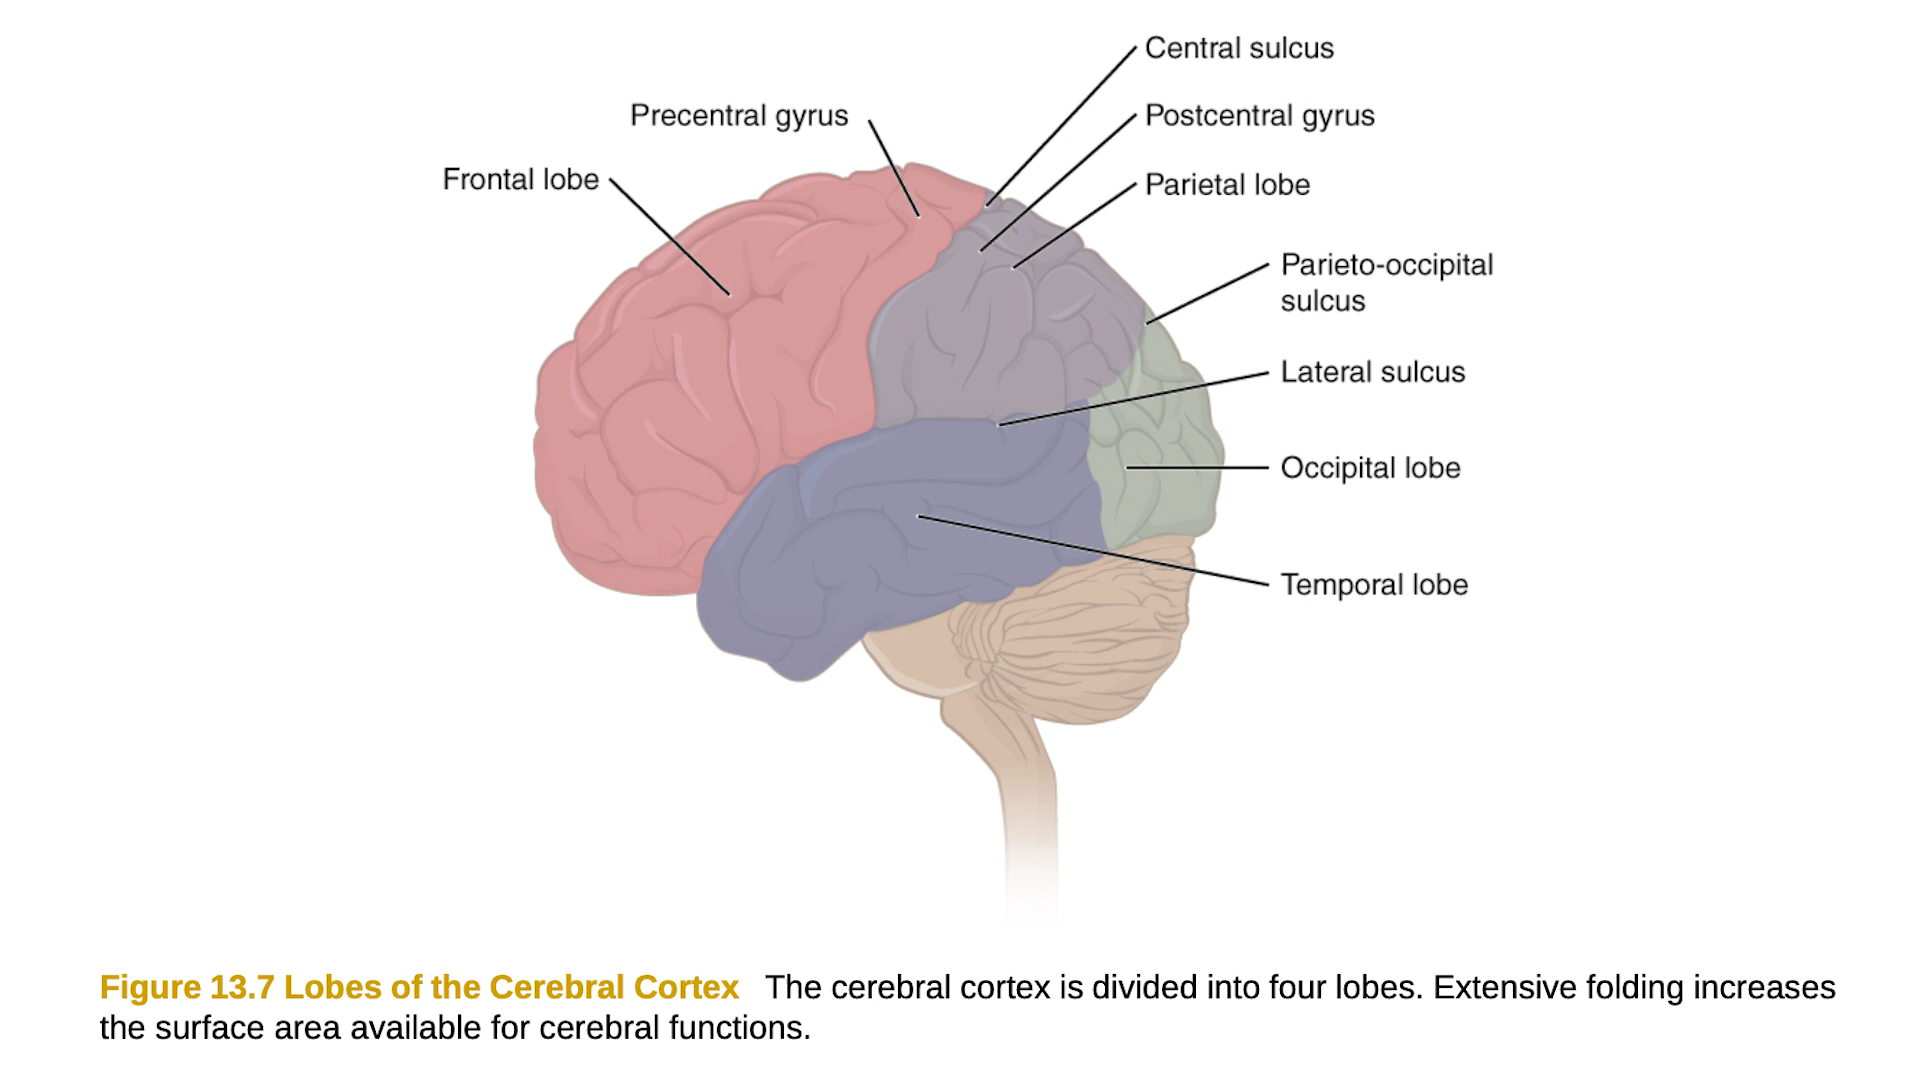 Central sulcus
Precentral gyrus
Postcentral gyrus
Frontal lobe
Parietal lobe
Parieto-occipital
sulcus
Lateral sulcus
Occipital lobe
Temporal lobe
Figure 13.7 Lobes of the Cerebral Cortex The cerebral cortex is divided into four lobes. Extensive folding increases
the surface area available for cerebral functions.